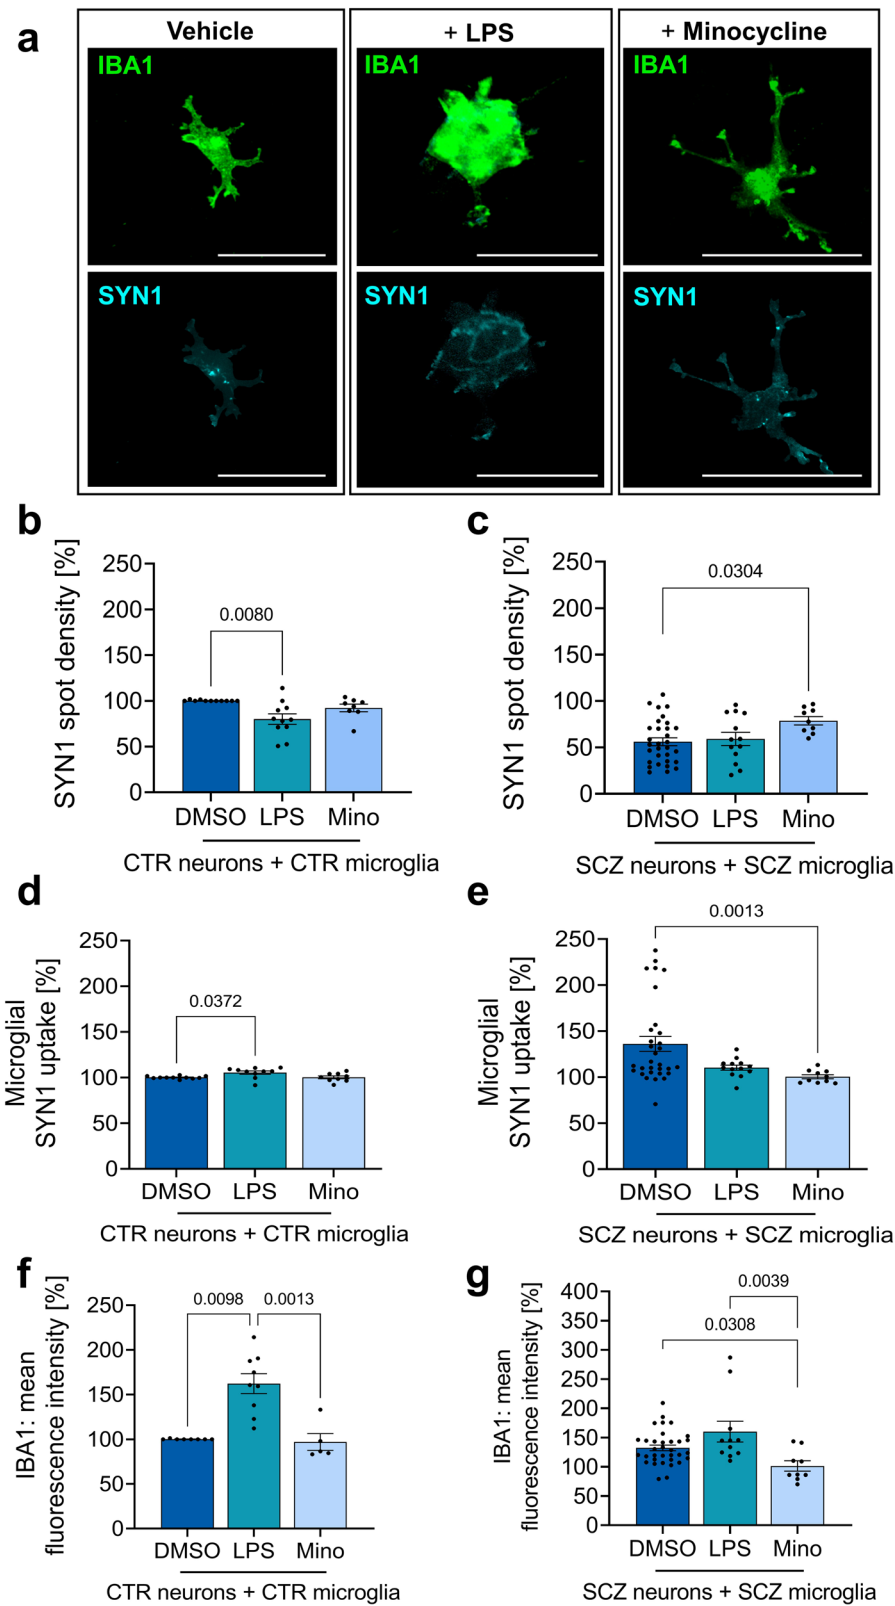 a
Vehicle
+ LPS
+ Minocycline
IBA1
IBA1
IBA1
SYN1
SYN1
SYN1
b
SYN1 spot density [%]
250
200
150
100
50
0
0.0080
DMSO LPS Mino
CTR neurons + CTR microglia
c
SYN1 spot density [%]
250
200
150
100
50
0
0.0304
DMSO LPS Mino
SCZ neurons + SCZ microglia
d
Microglial
SYN1 uptake [%]
250
200
150
100
50
0
0.0372
DMSO LPS Mino
CTR neurons + CTR microglia
e
Microglial
SYN1 uptake [%]
250
200
150
100
50
0
0.0013
DMSO LPS Mino
SCZ neurons + SCZ microglia
f
IBA1: mean
fluorescence intensity [%]
250
200
150
100
50
0
0.0098 0.0013
DMSO LPS Mino
CTR neurons + CTR microglia
g
IBA1: mean
fluorescence intensity [%]
400
350
300
250
200
150
100
50
0
0.0039
0.0308
DMSO LPS Mino
SCZ neurons + SCZ microglia